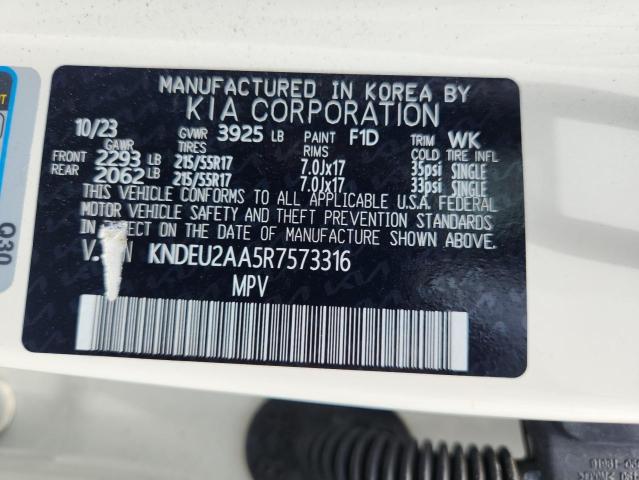 MANUFACTURED IN KOREA BY
KIA CORPORATION
10/23 GVWR 3925 LB PAINT F1D TRIM WK
GAWR TIRES RIMS COLD TIRE INFL
FRONT 2293 LB 215/55R17 7.0Jx17 35psi SINGLE
REAR 2062 LB 215/55R17 7.0Jx17 33psi SINGLE
THIS VEHICLE CONFORMS TO ALL APPLICABLE U.S.A. FEDERAL
MOTOR VEHICLE SAFETY AND THEFT PREVENTION STANDARDS
IN EFFECT ON THE DATE OF MANUFACTURE SHOWN ABOVE
KNDEU2AA5R7573316
MPV
Q30